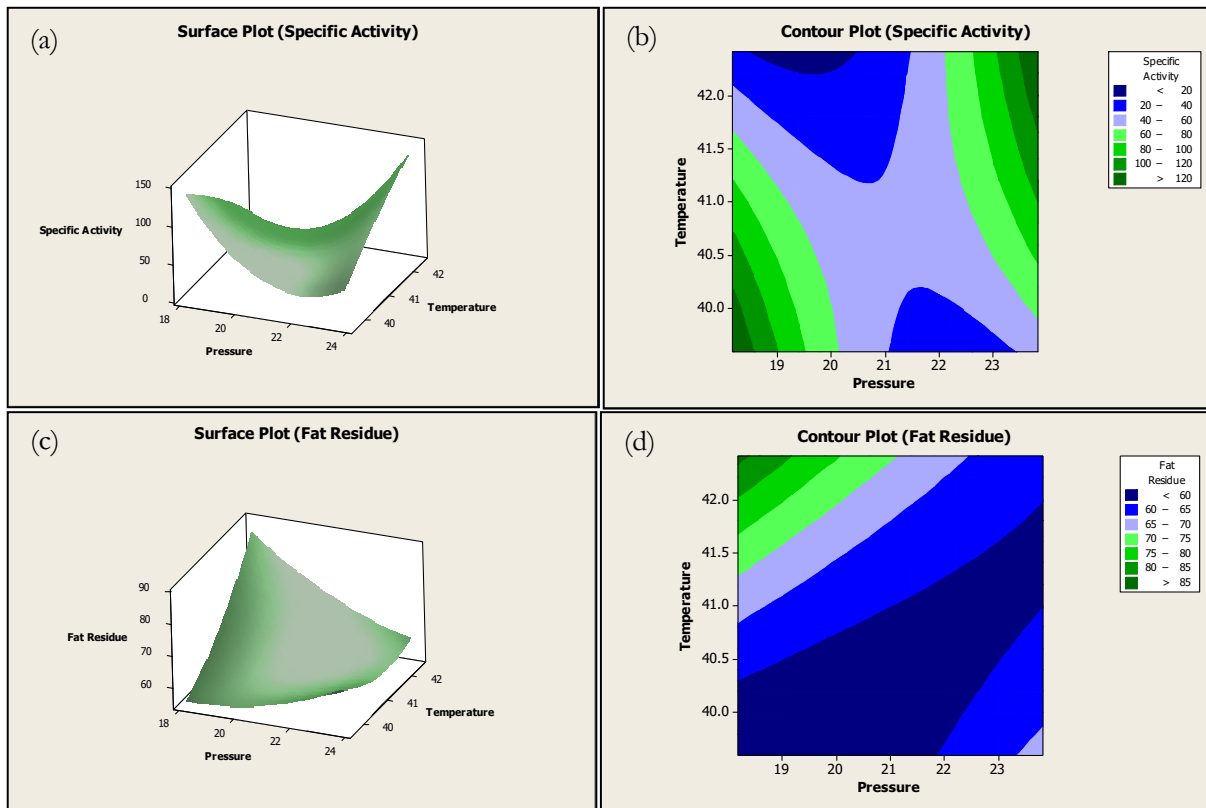 (a)
Surface Plot (Specific Activity)
150
100
50
0
Specific Activity
18
20
22
24
Pressure
40
41
42
Temperature
(b)
Contour Plot (Specific Activity)
42.0
41.5
41.0
40.5
40.0
Temperature
19 20 21 22 23
Pressure
Specific
Activity
< 20
20 – 40
40 – 60
60 – 80
80 – 100
100 – 120
> 120
(c)
Surface Plot (Fat Residue)
90
80
70
60
Fat Residue
18
20
22
24
Pressure
40
41
42
Temperature
(d)
Contour Plot (Fat Residue)
42.0
41.5
41.0
40.5
40.0
Temperature
19 20 21 22 23
Pressure
Fat
Residue
< 60
60 – 65
65 – 70
70 – 75
75 – 80
80 – 85
> 85